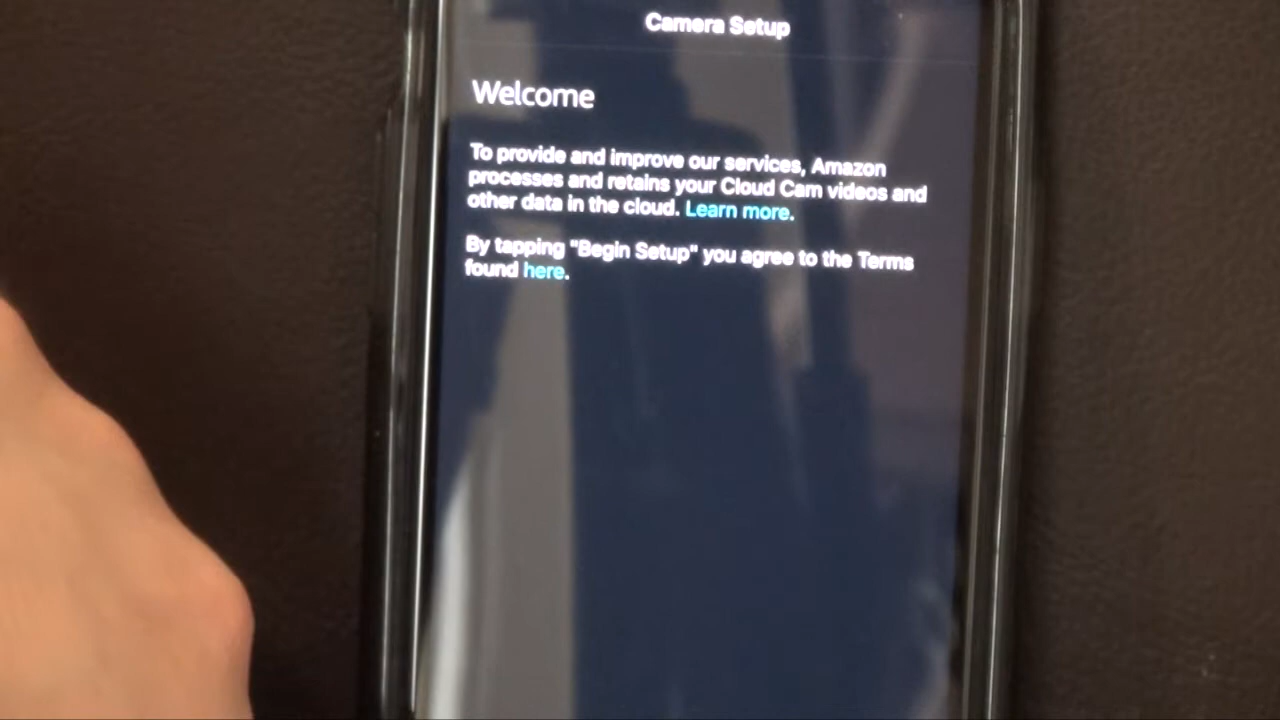 Camera Setup
Welcome
To provide and improve our services, Amazon
processes and retains your Cloud Cam videos and
other data in the cloud. Learn more.
By tapping "Begin Setup" you agree to the Terms
found here.